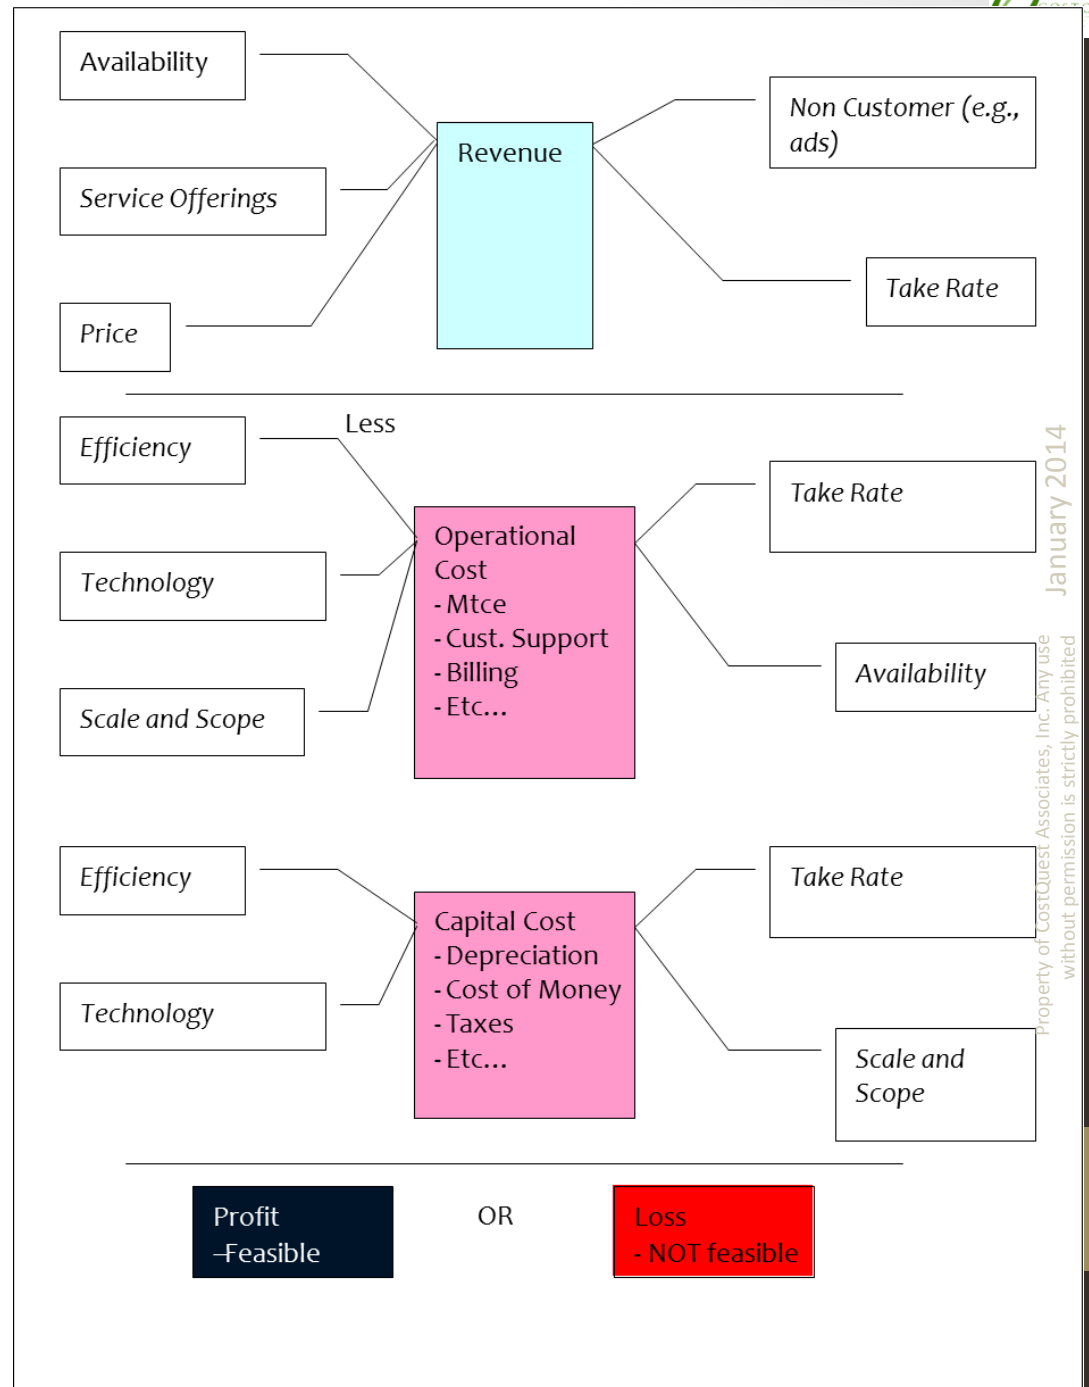 Availability
Service Offerings
Price
Revenue
Non Customer (e.g.,
ads)
Take Rate
Less
Efficiency
Technology
Scale and Scope
Operational
Cost
- Mtce
- Cust. Support
- Billing
- Etc...
Take Rate
Availability
Efficiency
Technology
Capital Cost
- Depreciation
- Cost of Money
- Taxes
- Etc...
Take Rate
Scale and
Scope
Profit
–Feasible
OR
Loss
- NOT feasible
January 2014
Property of CostQuest Associates, Inc. Any use
without permission is strictly prohibited